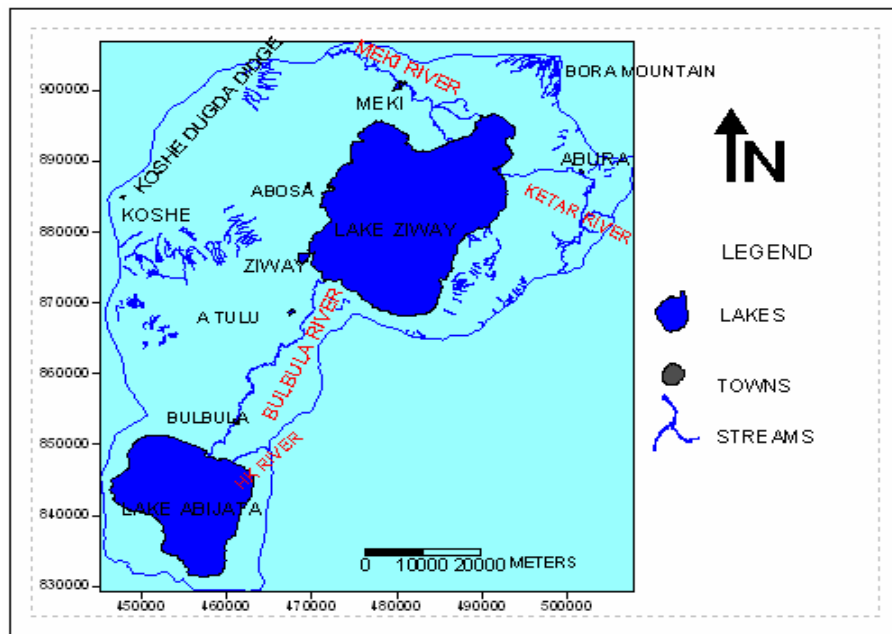 900000
890000
880000
870000
860000
850000
840000
830000
450000
460000
470000
480000
490000
500000
KOSHE DUGDA DIDGE
MEKI RIVER
BORA MOUNTAIN
MEKI
ABURA
ABOSA
KETAR RIVER
KOSHE
LAKE ZIWAY
ZIWAY
A TULU
BULBULA RIVER
BULBULA
HK RIVER
LAKE ABIJATA
0 10000 20000 METERS
N
LEGEND
LAKES
TOWNS
STREAMS